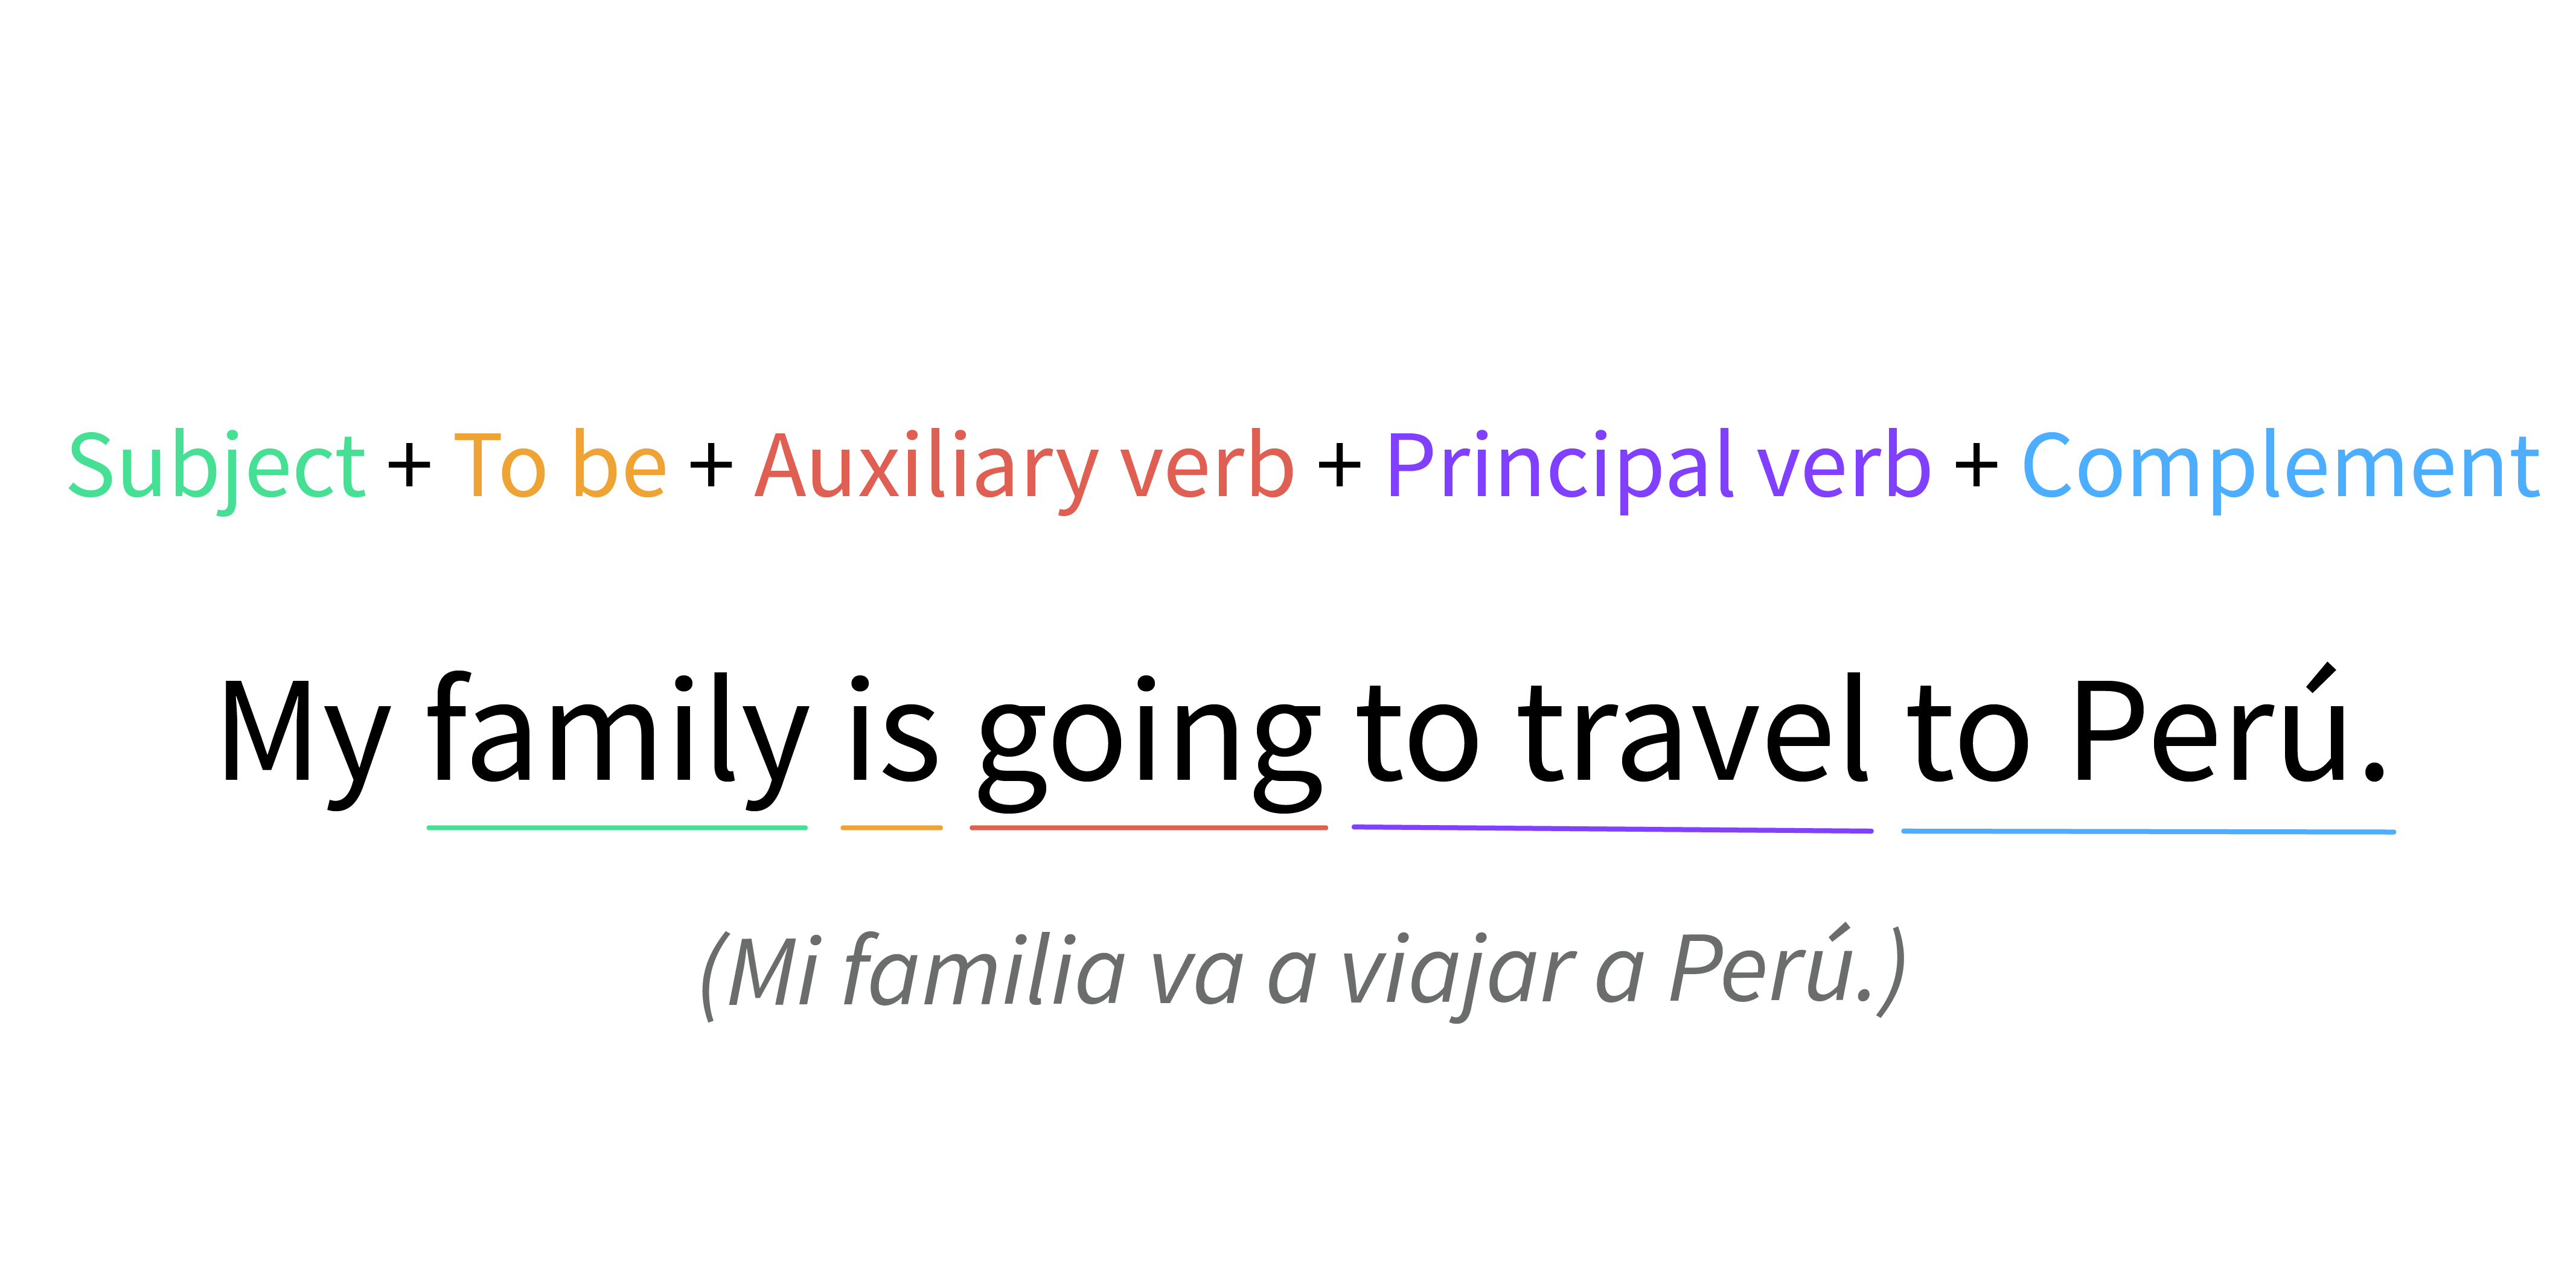 Subject + To be + Auxiliary verb + Principal verb + Complement
My family is going to travel to Perú.
(Mi familia va a viajar a Perú.)